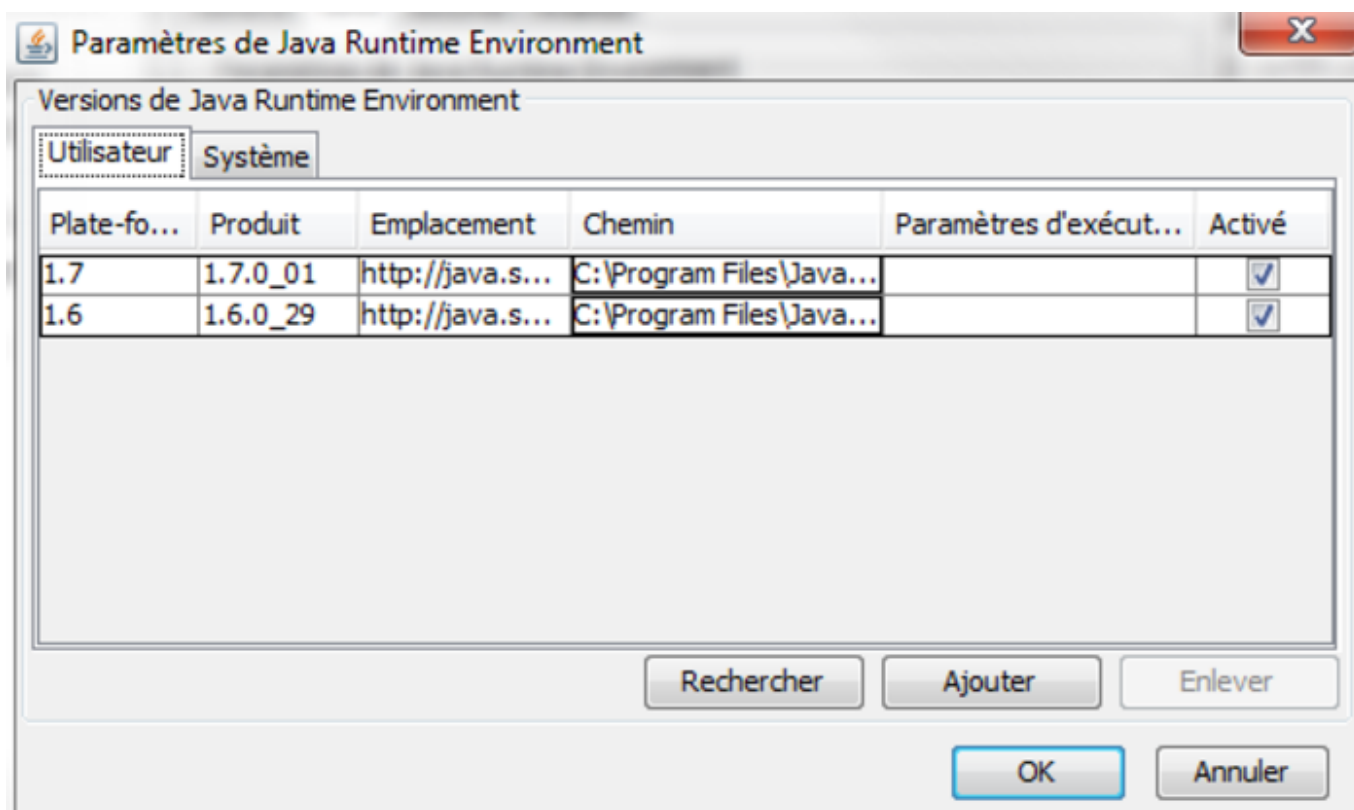 Paramètres de Java Runtime Environment
Versions de Java Runtime Environment
Utilisateur Système
Plate-fo... Produit Emplacement Chemin Paramètres d'exécut... Activé
1.7 1.7.0_01 http://java.s... C:\Program Files\Java...
1.6 1.6.0_29 http://java.s... C:\Program Files\Java...
Rechercher Ajouter Enlever
OK Annuler